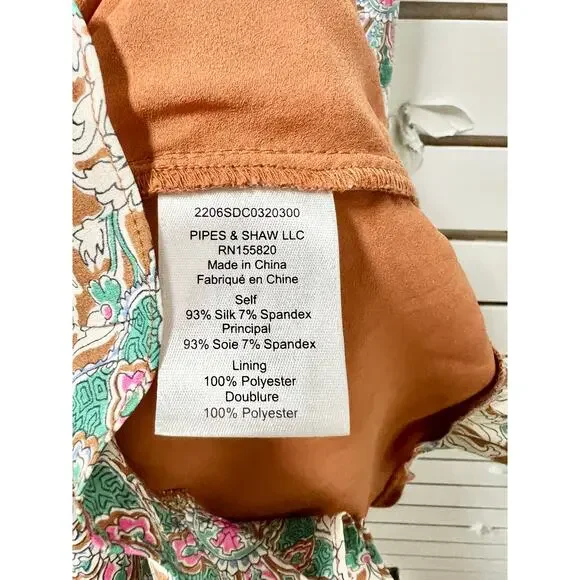 2206SDC0320300
PIPES & SHAW LLC
RN155820
Made in China
Fabriqué en Chine
Self
93% Silk 7% Spandex
Principal
93% Soie 7% Spandex
Lining
100% Polyester
Doublure
100% Polyester